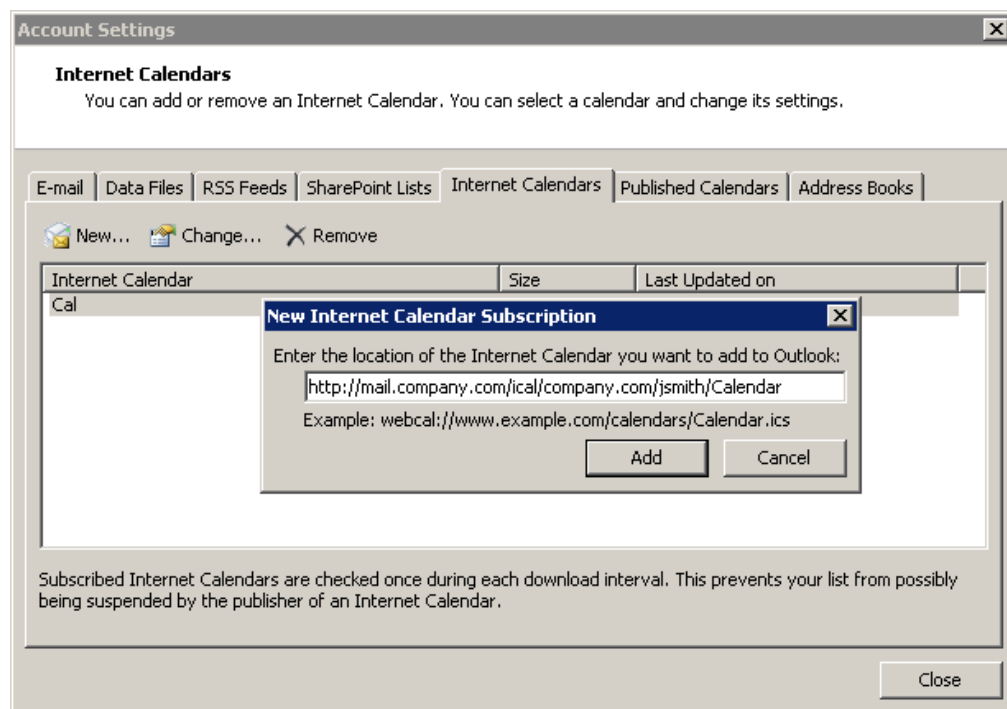 Account Settings
Internet Calendars
You can add or remove an Internet Calendar. You can select a calendar and change its settings.
E-mail Data Files RSS Feeds SharePoint Lists Internet Calendars Published Calendars Address Books
New... Change... Remove
Internet Calendar Size Last Updated on
Cal
New Internet Calendar Subscription
Enter the location of the Internet Calendar you want to add to Outlook:
http://mail.company.com/ical/company.com/jsmith/Calendar
Example: webcal://www.example.com/calendars/Calendar.ics
Add Cancel
Subscribed Internet Calendars are checked once during each download interval. This prevents your list from possibly
being suspended by the publisher of an Internet Calendar.
Close